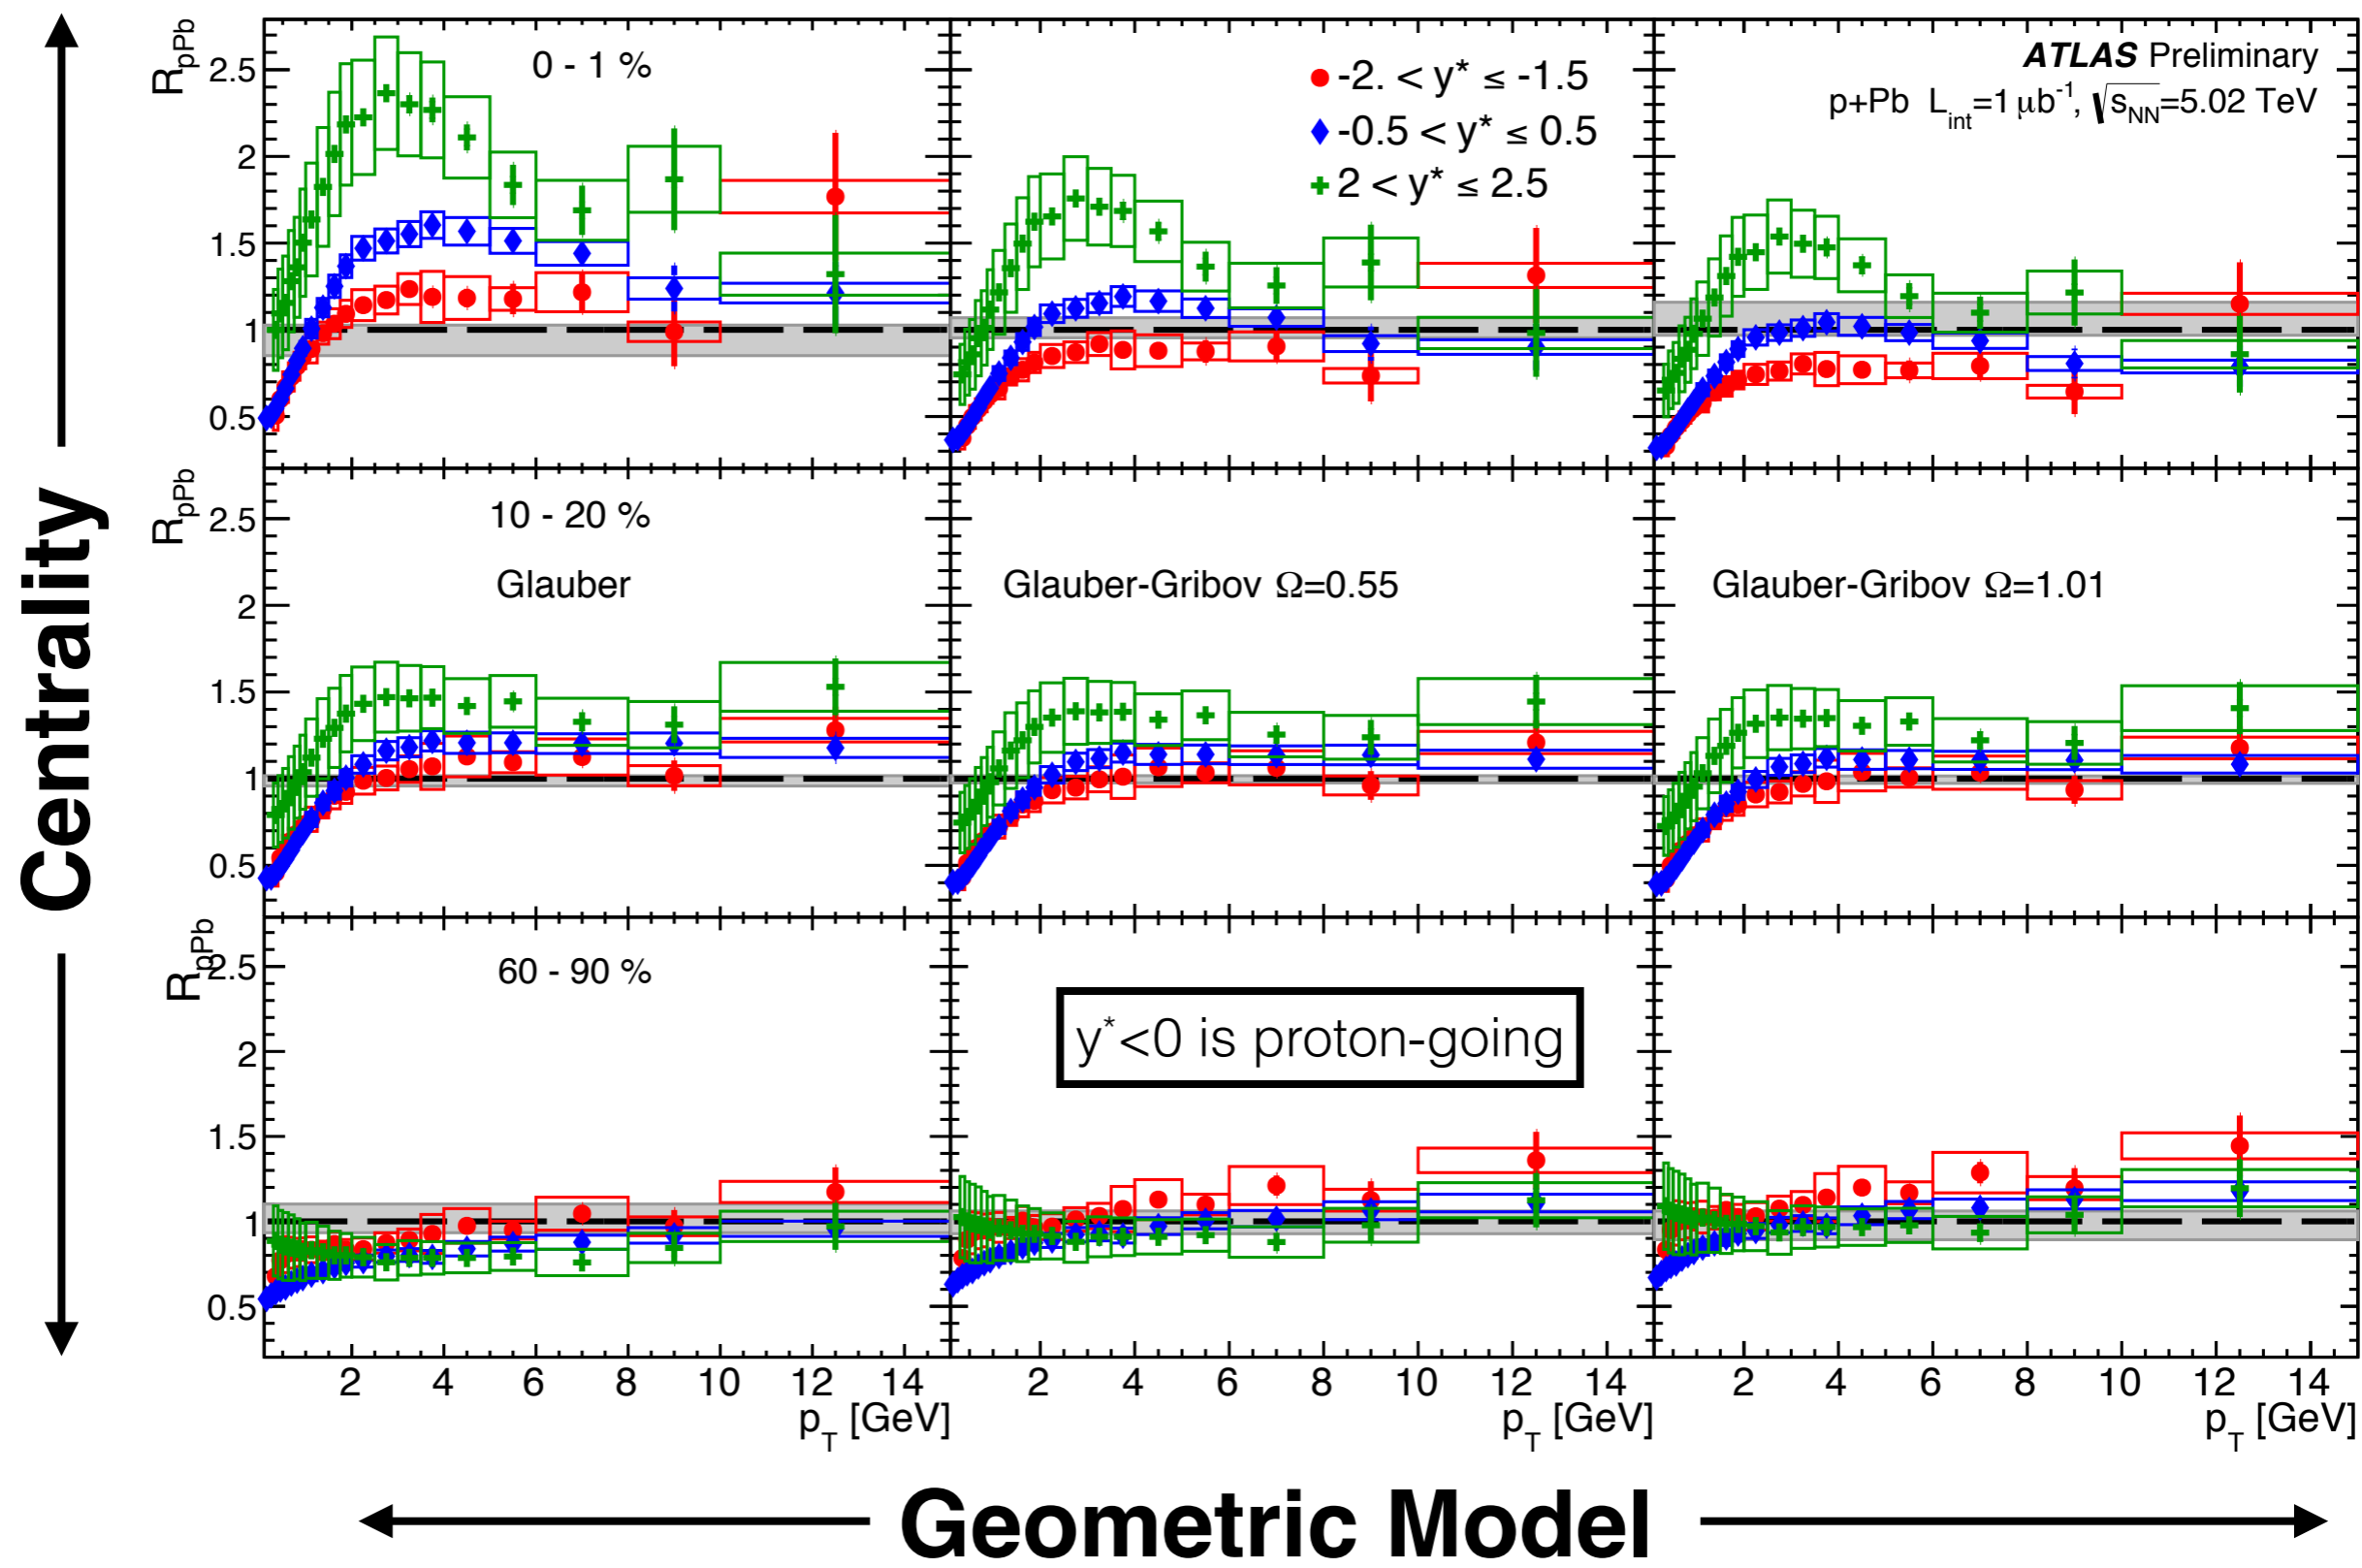 Centrality
R_pPb
2.5
2
1.5
1
0.5
0 - 1 %
-2. < y* ≤ -1.5
-0.5 < y* ≤ 0.5
2 < y* ≤ 2.5
ATLAS Preliminary
p+Pb L_int=1 μb⁻¹, √s_NN=5.02 TeV
R_pPb
2.5
2
1.5
1
0.5
10 - 20 %
Glauber
Glauber-Gribov Ω=0.55
Glauber-Gribov Ω=1.01
R_pPb
2.5
2
1.5
1
0.5
60 - 90 %
y*<0 is proton-going
2 4 6 8 10 12 14
2 4 6 8 10 12 14
2 4 6 8 10 12 14
p_T [GeV]
p_T [GeV]
p_T [GeV]
Geometric Model